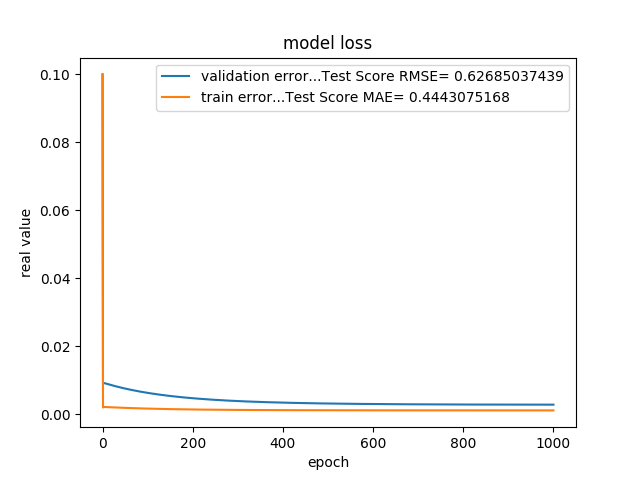 model loss
validation error...Test Score RMSE= 0.62685037439
train error...Test Score MAE= 0.4443075168
real value
0.10
0.08
0.06
0.04
0.02
0.00
0 200 400 600 800 1000
epoch